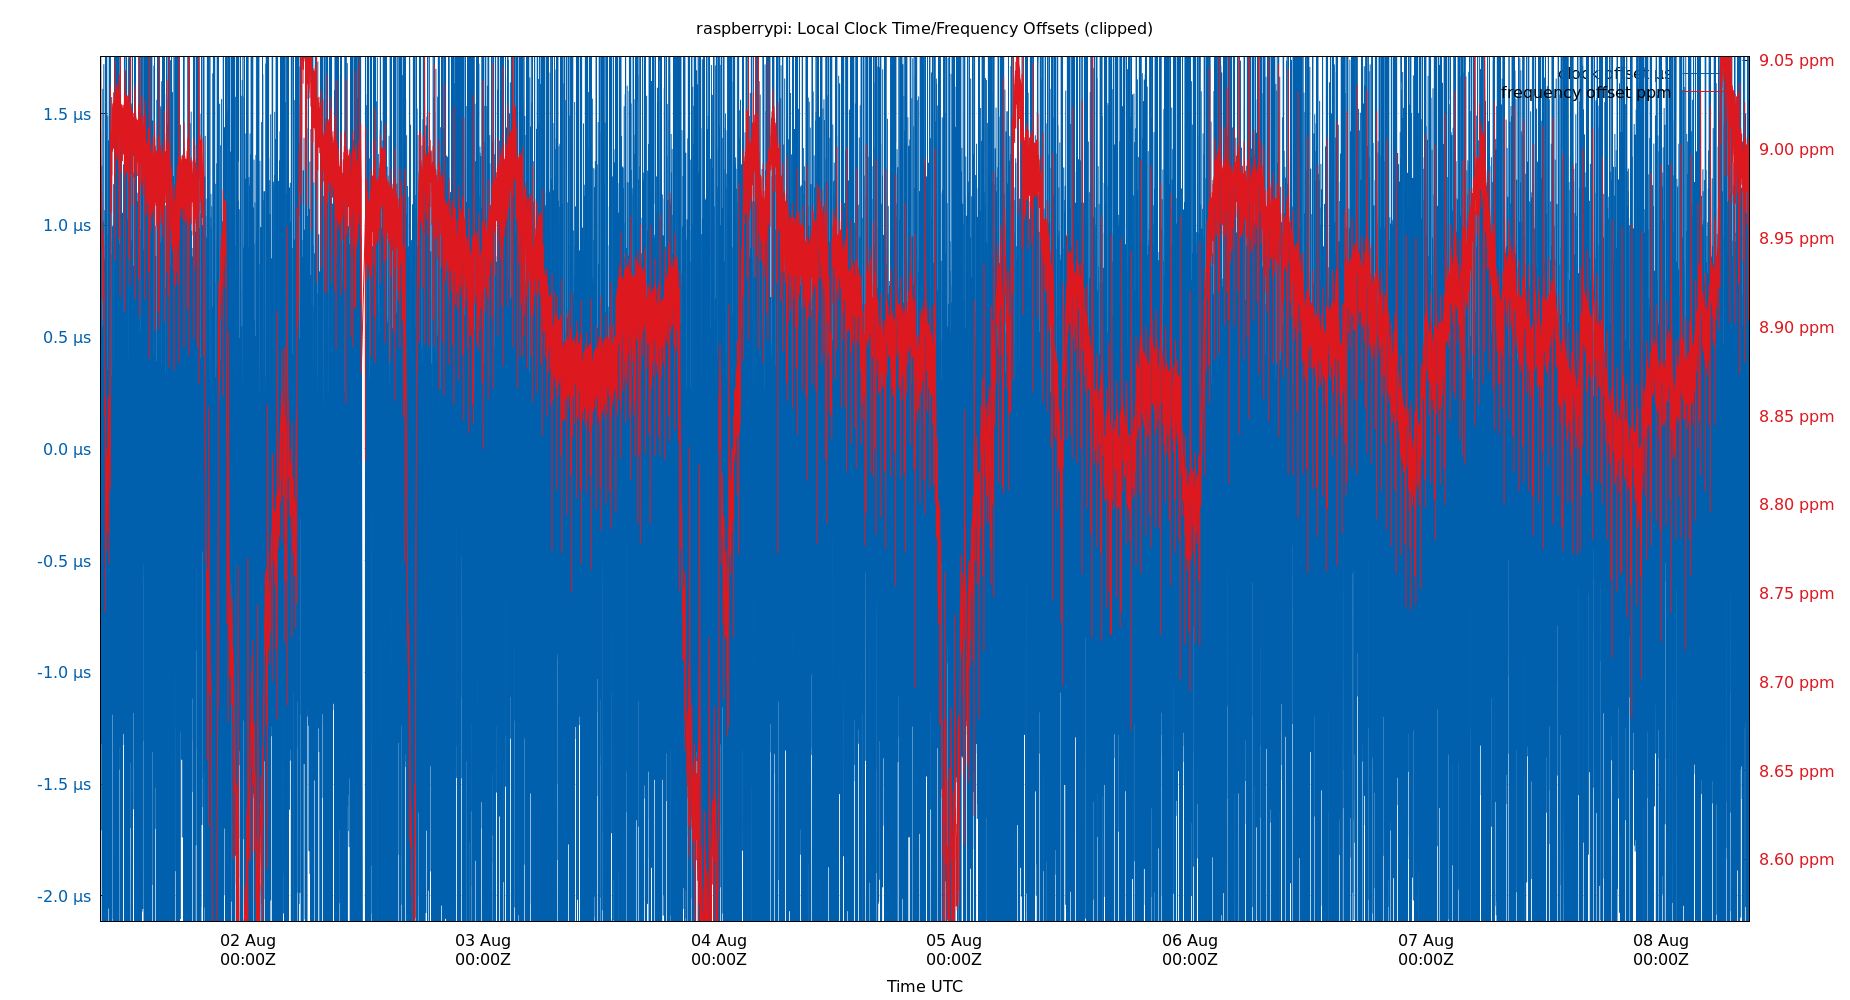 raspberrypi: Local Clock Time/Frequency Offsets (clipped)
clock offset µs
frequency offset ppm
1.5 µs
1.0 µs
0.5 µs
0.0 µs
-0.5 µs
-1.0 µs
-1.5 µs
-2.0 µs
9.05 ppm
9.00 ppm
8.95 ppm
8.90 ppm
8.85 ppm
8.80 ppm
8.75 ppm
8.70 ppm
8.65 ppm
8.60 ppm
02 Aug 03 Aug 04 Aug 05 Aug 06 Aug 07 Aug 08 Aug
00:00Z 00:00Z 00:00Z 00:00Z 00:00Z 00:00Z 00:00Z
Time UTC